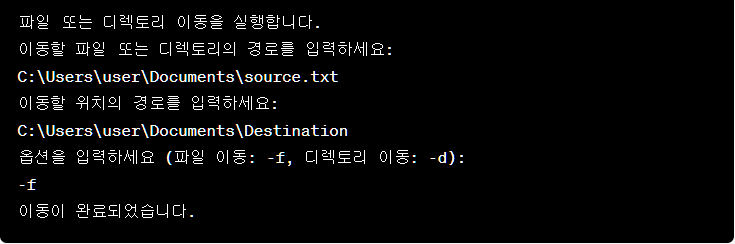 파일 또는 디렉토리 이동을 실행합니다.
이동할 파일 또는 디렉토리의 경로를 입력하세요:
C:\Users\user\Documents\source.txt
이동할 위치의 경로를 입력하세요:
C:\Users\user\Documents\Destination
옵션을 입력하세요 (파일 이동: -f, 디렉토리 이동: -d):
-f
이동이 완료되었습니다.